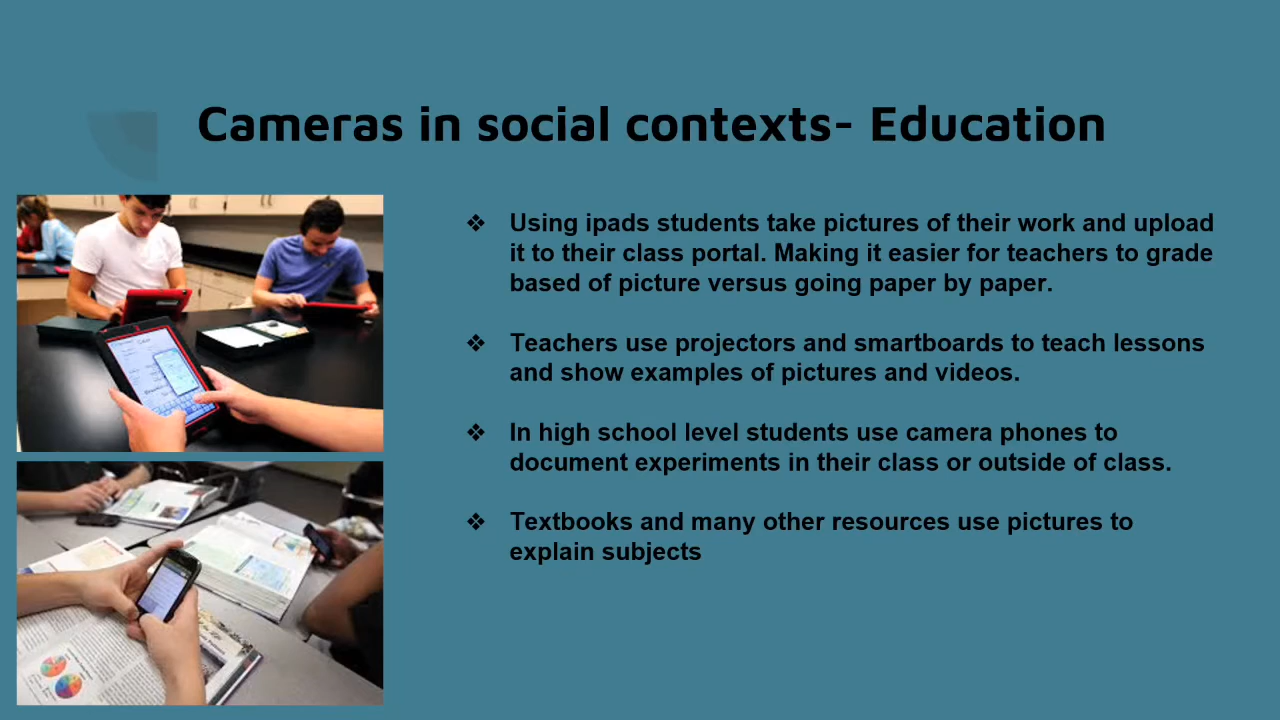 Cameras in social contexts- Education
❖ Using ipads students take pictures of their work and upload
it to their class portal. Making it easier for teachers to grade
based of picture versus going paper by paper.
❖ Teachers use projectors and smartboards to teach lessons
and show examples of pictures and videos.
❖ In high school level students use camera phones to
document experiments in their class or outside of class.
❖ Textbooks and many other resources use pictures to
explain subjects